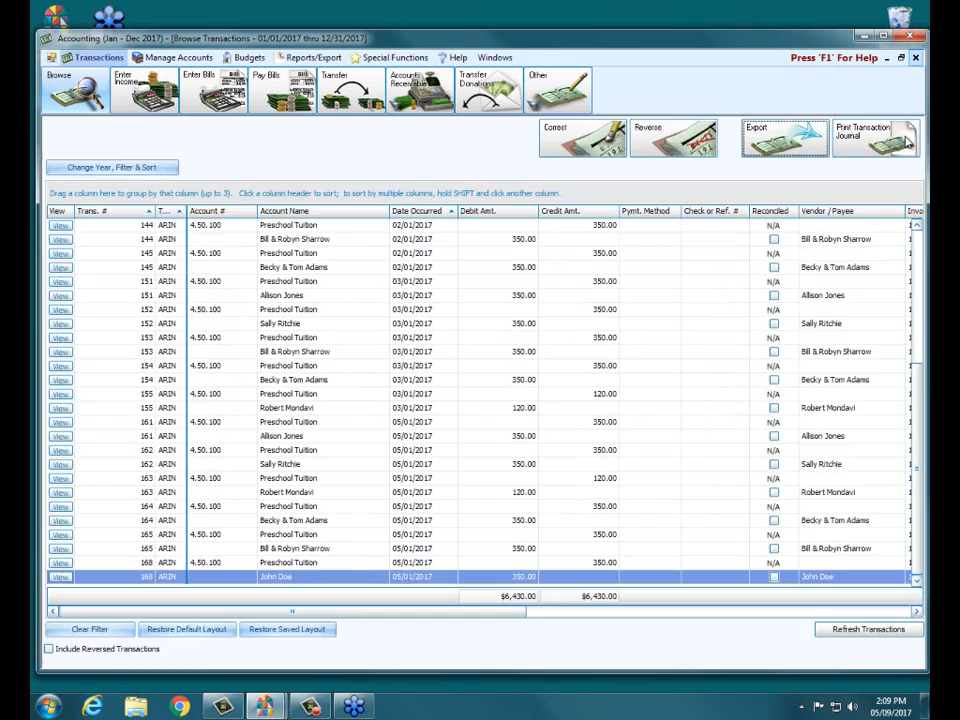 Accounting (Jan - Dec 2017) - [Browse Transactions - 01/01/2017 thru 12/31/2017]
Transactions Manage Accounts Budgets Reports/Export Special Functions Help Windows Press 'F1' For Help
Browse Enter Income Enter Bills Pay Bills Transfer Accounts Receivable Transfer Donations Other
Correct Reverse Export Print Transaction Journal
Change Year, Filter & Sort
Drag a column here to group by that column (up to 3). Click a column header to sort; to sort by multiple columns, hold SHIFT and click another column.
View Trans. # T... Account # Account Name Date Occurred Debit Amt. Credit Amt. Pymt. Method Check or Ref. # Reconciled Vendor / Payee Invo
View 144 ARIN 4.50.100 Preschool Tuition 02/01/2017 350.00 N/A
View 144 ARIN Bill & Robyn Sharrow 02/01/2017 350.00 Bill & Robyn Sharrow
View 145 ARIN 4.50.100 Preschool Tuition 02/01/2017 350.00 N/A
View 145 ARIN Becky & Tom Adams 02/01/2017 350.00 Becky & Tom Adams
View 151 ARIN 4.50.100 Preschool Tuition 03/01/2017 350.00 N/A
View 151 ARIN Allison Jones 03/01/2017 350.00 Allison Jones
View 152 ARIN 4.50.100 Preschool Tuition 03/01/2017 350.00 N/A
View 152 ARIN Sally Ritchie 03/01/2017 350.00 Sally Ritchie
View 153 ARIN 4.50.100 Preschool Tuition 03/01/2017 350.00 N/A
View 153 ARIN Bill & Robyn Sharrow 03/01/2017 350.00 Bill & Robyn Sharrow
View 154 ARIN 4.50.100 Preschool Tuition 03/01/2017 350.00 N/A
View 154 ARIN Becky & Tom Adams 03/01/2017 350.00 Becky & Tom Adams
View 155 ARIN 4.50.100 Preschool Tuition 03/01/2017 120.00 N/A
View 155 ARIN Robert Mondavi 03/01/2017 120.00 Robert Mondavi
View 161 ARIN 4.50.100 Preschool Tuition 05/01/2017 350.00 N/A
View 161 ARIN Allison Jones 05/01/2017 350.00 Allison Jones
View 162 ARIN 4.50.100 Preschool Tuition 05/01/2017 350.00 N/A
View 162 ARIN Sally Ritchie 05/01/2017 350.00 Sally Ritchie
View 163 ARIN 4.50.100 Preschool Tuition 05/01/2017 120.00 N/A
View 163 ARIN Robert Mondavi 05/01/2017 120.00 Robert Mondavi
View 164 ARIN 4.50.100 Preschool Tuition 05/01/2017 350.00 N/A
View 164 ARIN Becky & Tom Adams 05/01/2017 350.00 Becky & Tom Adams
View 165 ARIN 4.50.100 Preschool Tuition 05/01/2017 350.00 N/A
View 165 ARIN Bill & Robyn Sharrow 05/01/2017 350.00 Bill & Robyn Sharrow
View 168 ARIN 4.50.100 Preschool Tuition 05/01/2017 350.00 N/A
View 168 ARIN John Doe 05/01/2017 350.00 John Doe
$6,430.00 $6,430.00
Clear Filter Restore Default Layout Restore Saved Layout Refresh Transactions
Include Reversed Transactions
2:09 PM
05/09/2017